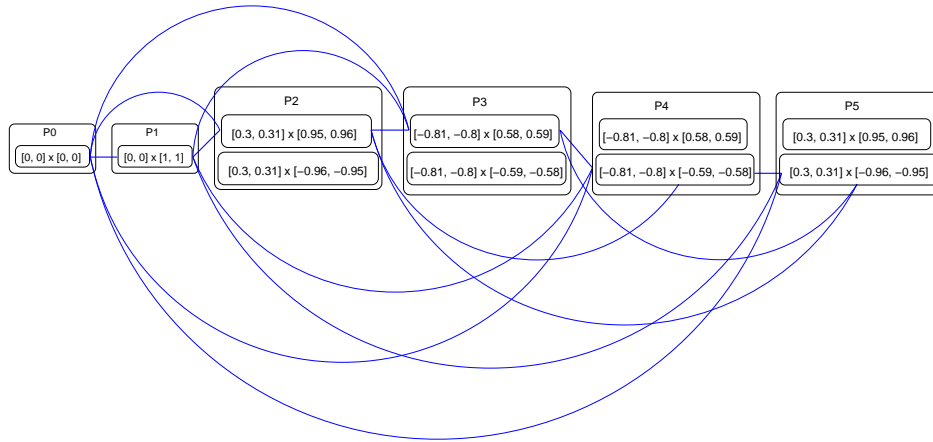 P0
[0, 0] x [0, 0]
P1
[0, 0] x [1, 1]
P2
[0.3, 0.31] x [0.95, 0.96]
[0.3, 0.31] x [−0.96, −0.95]
P3
[−0.81, −0.8] x [0.58, 0.59]
[−0.81, −0.8] x [−0.59, −0.58]
P4
[−0.81, −0.8] x [0.58, 0.59]
[−0.81, −0.8] x [−0.59, −0.58]
P5
[0.3, 0.31] x [0.95, 0.96]
[0.3, 0.31] x [−0.96, −0.95]